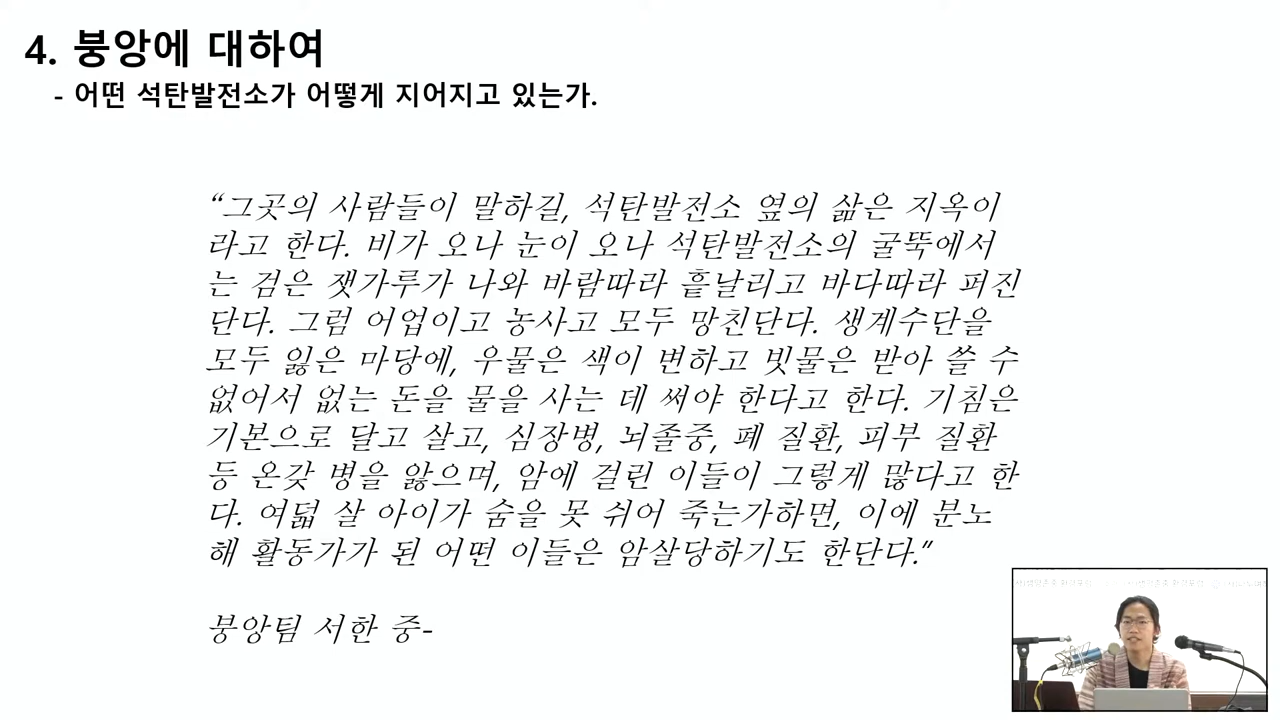 4. 붕앙에 대하여
- 어떤 석탄발전소가 어떻게 지어지고 있는가.
“그곳의 사람들이 말하길, 석탄발전소 옆의 삶은 지옥이
라고 한다. 비가 오나 눈이 오나 석탄발전소의 굴뚝에서
는 검은 잿가루가 나와 바람따라 흩날리고 바다따라 퍼진
단다. 그럼 어업이고 농사고 모두 망친단다. 생계수단을
모두 잃은 마당에, 우물은 색이 변하고 빗물은 받아 쓸 수
없어서 없는 돈을 물을 사는 데 써야 한다고 한다. 기침은
기본으로 달고 살고, 심장병, 뇌졸중, 폐 질환, 피부 질환
등 온갖 병을 앓으며, 암에 걸린 이들이 그렇게 많다고 한
다. 여덟 살 아이가 숨을 못 쉬어 죽는가하면, 이에 분노
해 활동가가 된 어떤 이들은 암살당하기도 한단다.”
붕앙팀 서한 중-